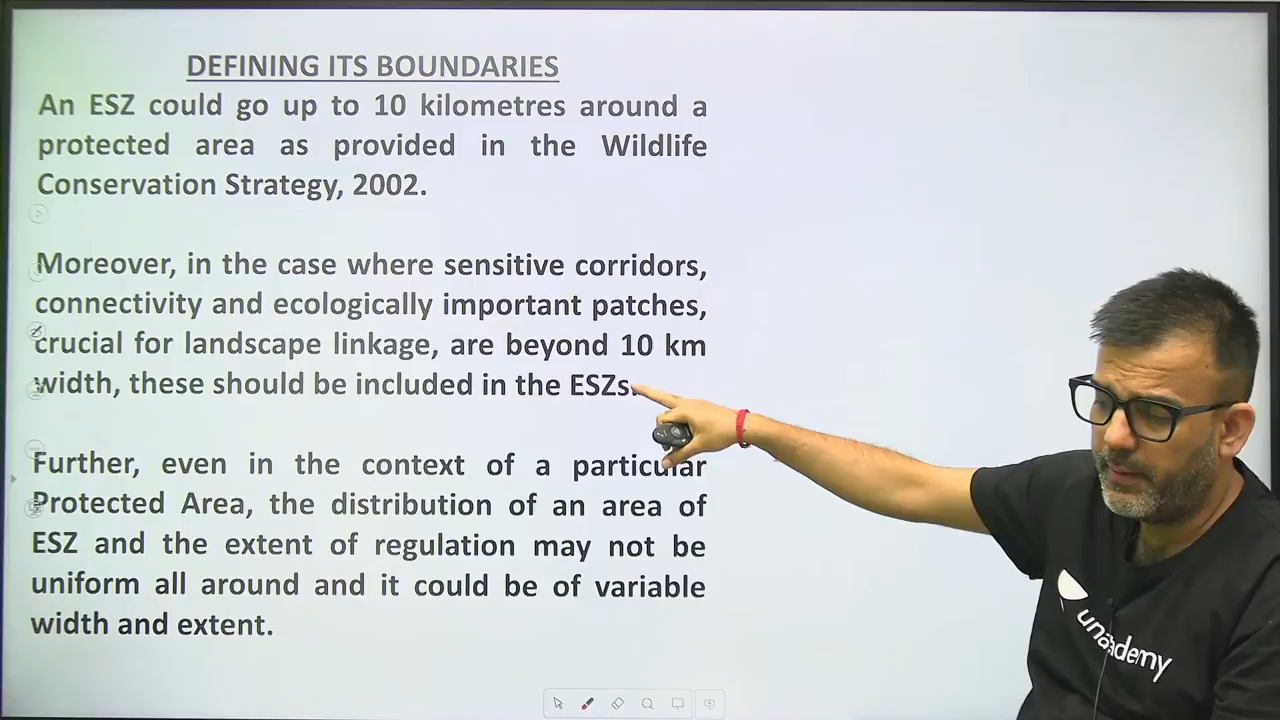 DEFINING ITS BOUNDARIES
An ESZ could go up to 10 kilometres around a
protected area as provided in the Wildlife
Conservation Strategy, 2002.
Moreover, in the case where sensitive corridors,
connectivity and ecologically important patches,
crucial for landscape linkage, are beyond 10 km
width, these should be included in the ESZs.
Further, even in the context of a particular
Protected Area, the distribution of an area of
ESZ and the extent of regulation may not be
uniform all around and it could be of variable
width and extent.
unacademy